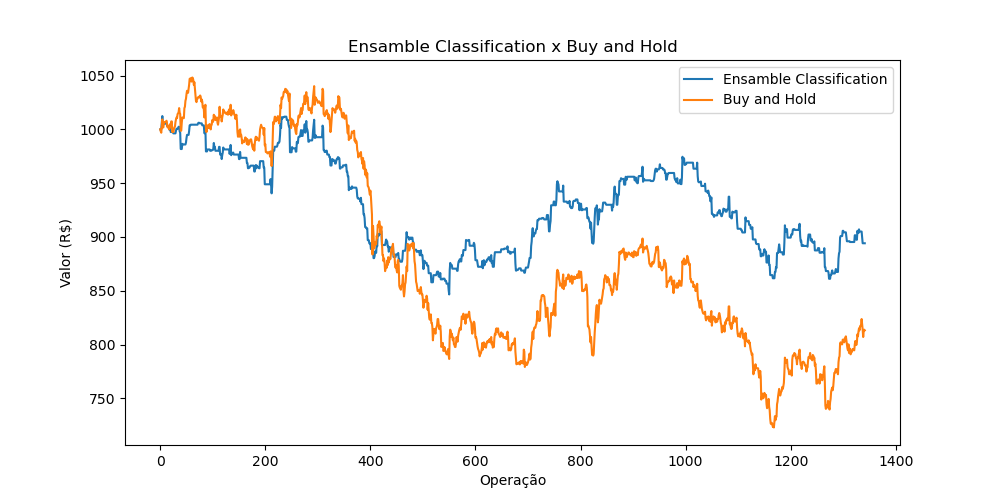 Ensamble Classification x Buy and Hold
Ensamble Classification
Buy and Hold
Valor (R$)
1050
1000
950
900
850
800
750
0 200 400 600 800 1000 1200 1400
Operação